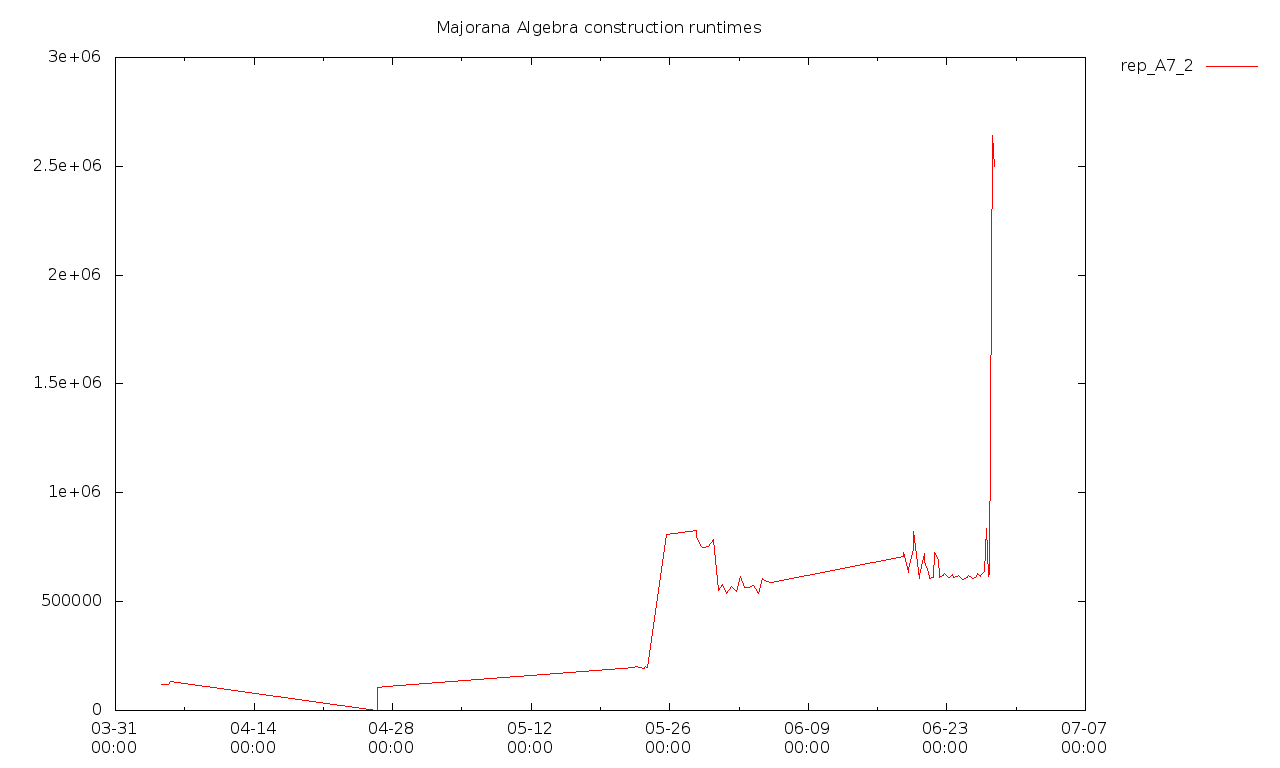 Majorana Algebra construction runtimes
rep_A7_2
3e+06
2.5e+06
2e+06
1.5e+06
1e+06
500000
0
03-31 04-14 04-28 05-12 05-26 06-09 06-23 07-07
00:00 00:00 00:00 00:00 00:00 00:00 00:00 00:00